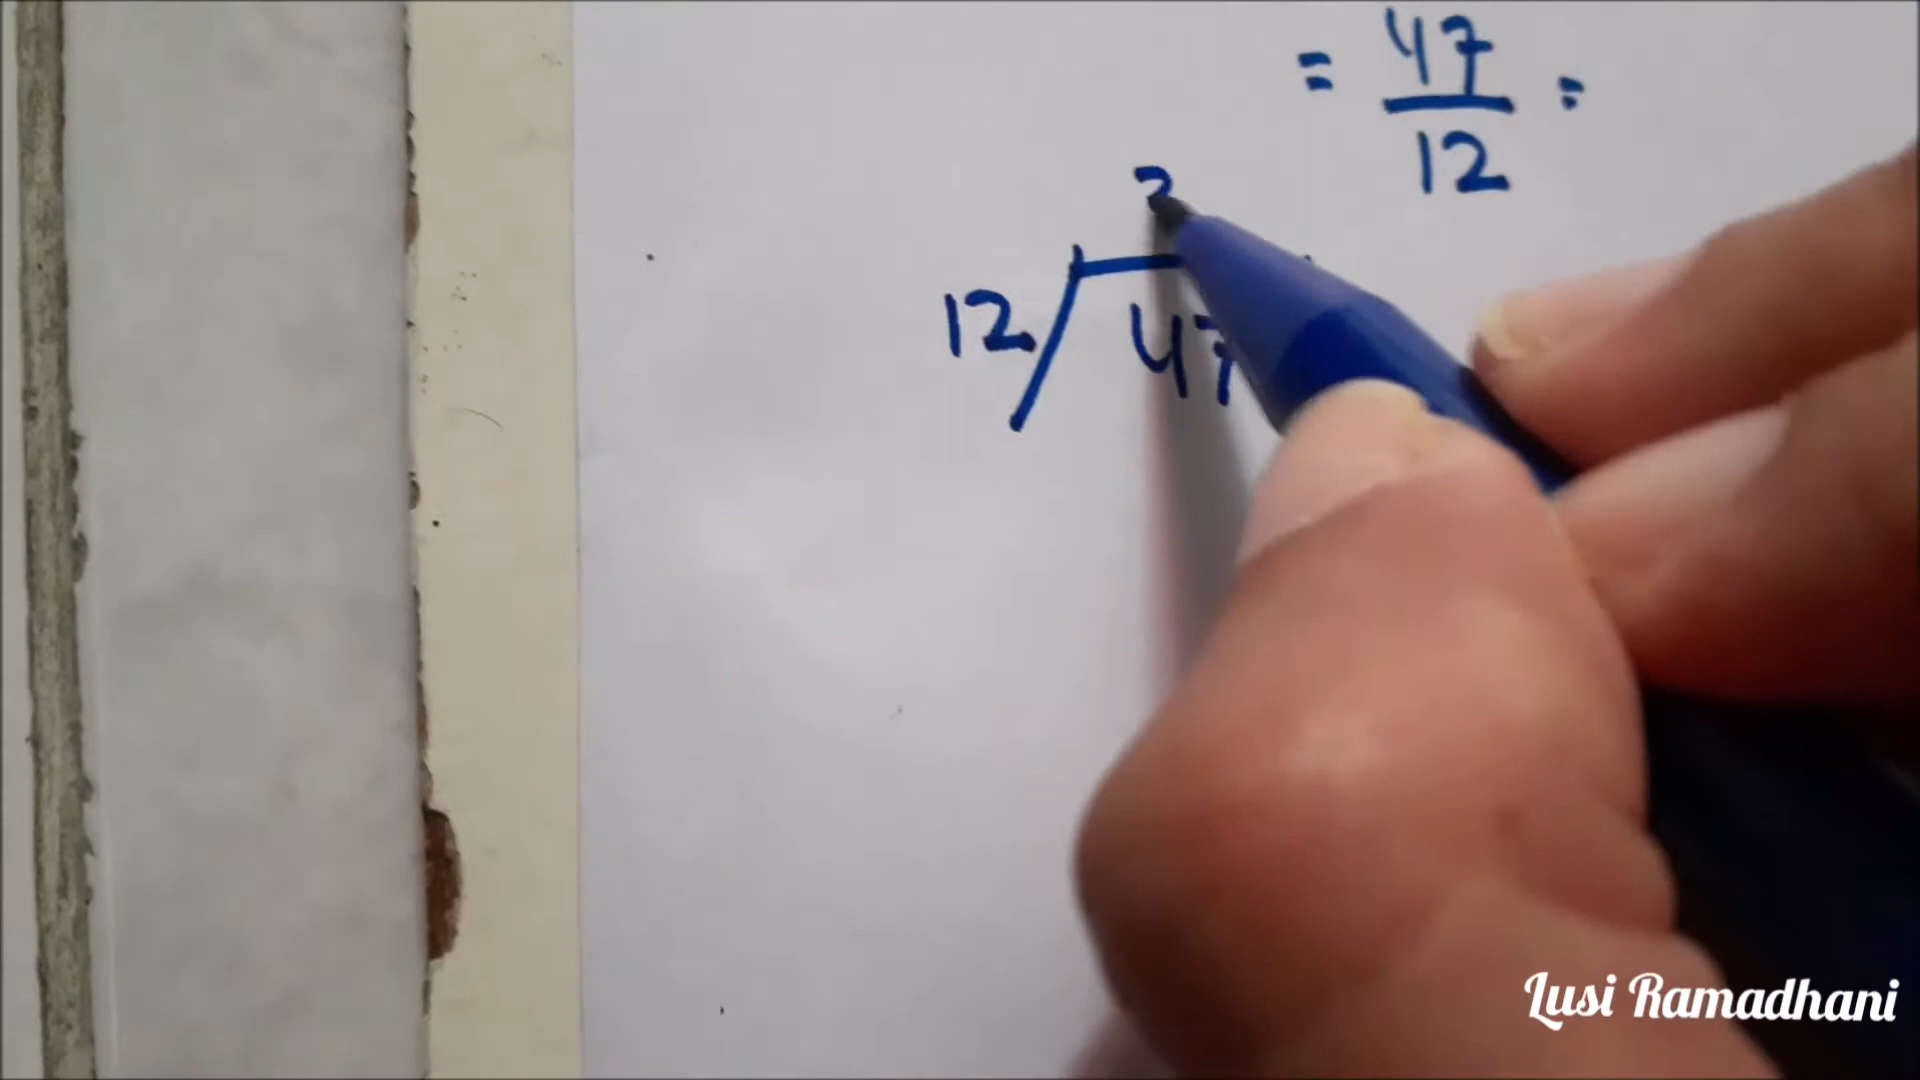 = 47/12 =
3
12 / 47
Lusi Ramadhani